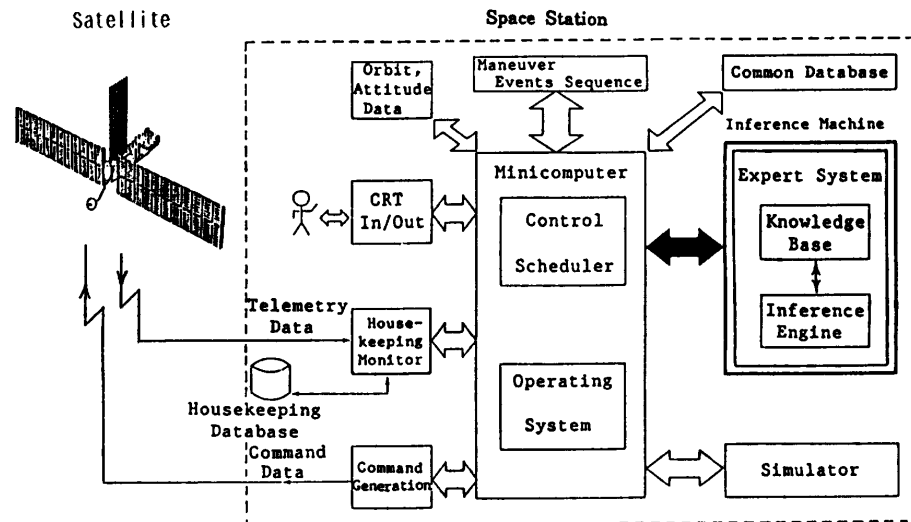 Satellite
Space Station
Orbit,
Attitude
Data
Maneuver
Events Sequence
Common Database
Inference Machine
Minicomputer
Expert System
CRT
In/Out
Control
Scheduler
Knowledge
Base
Inference
Engine
Telemetry
Data
House-
keeping
Monitor
Operating
System
Housekeeping
Database
Command
Data
Command
Generation
Simulator